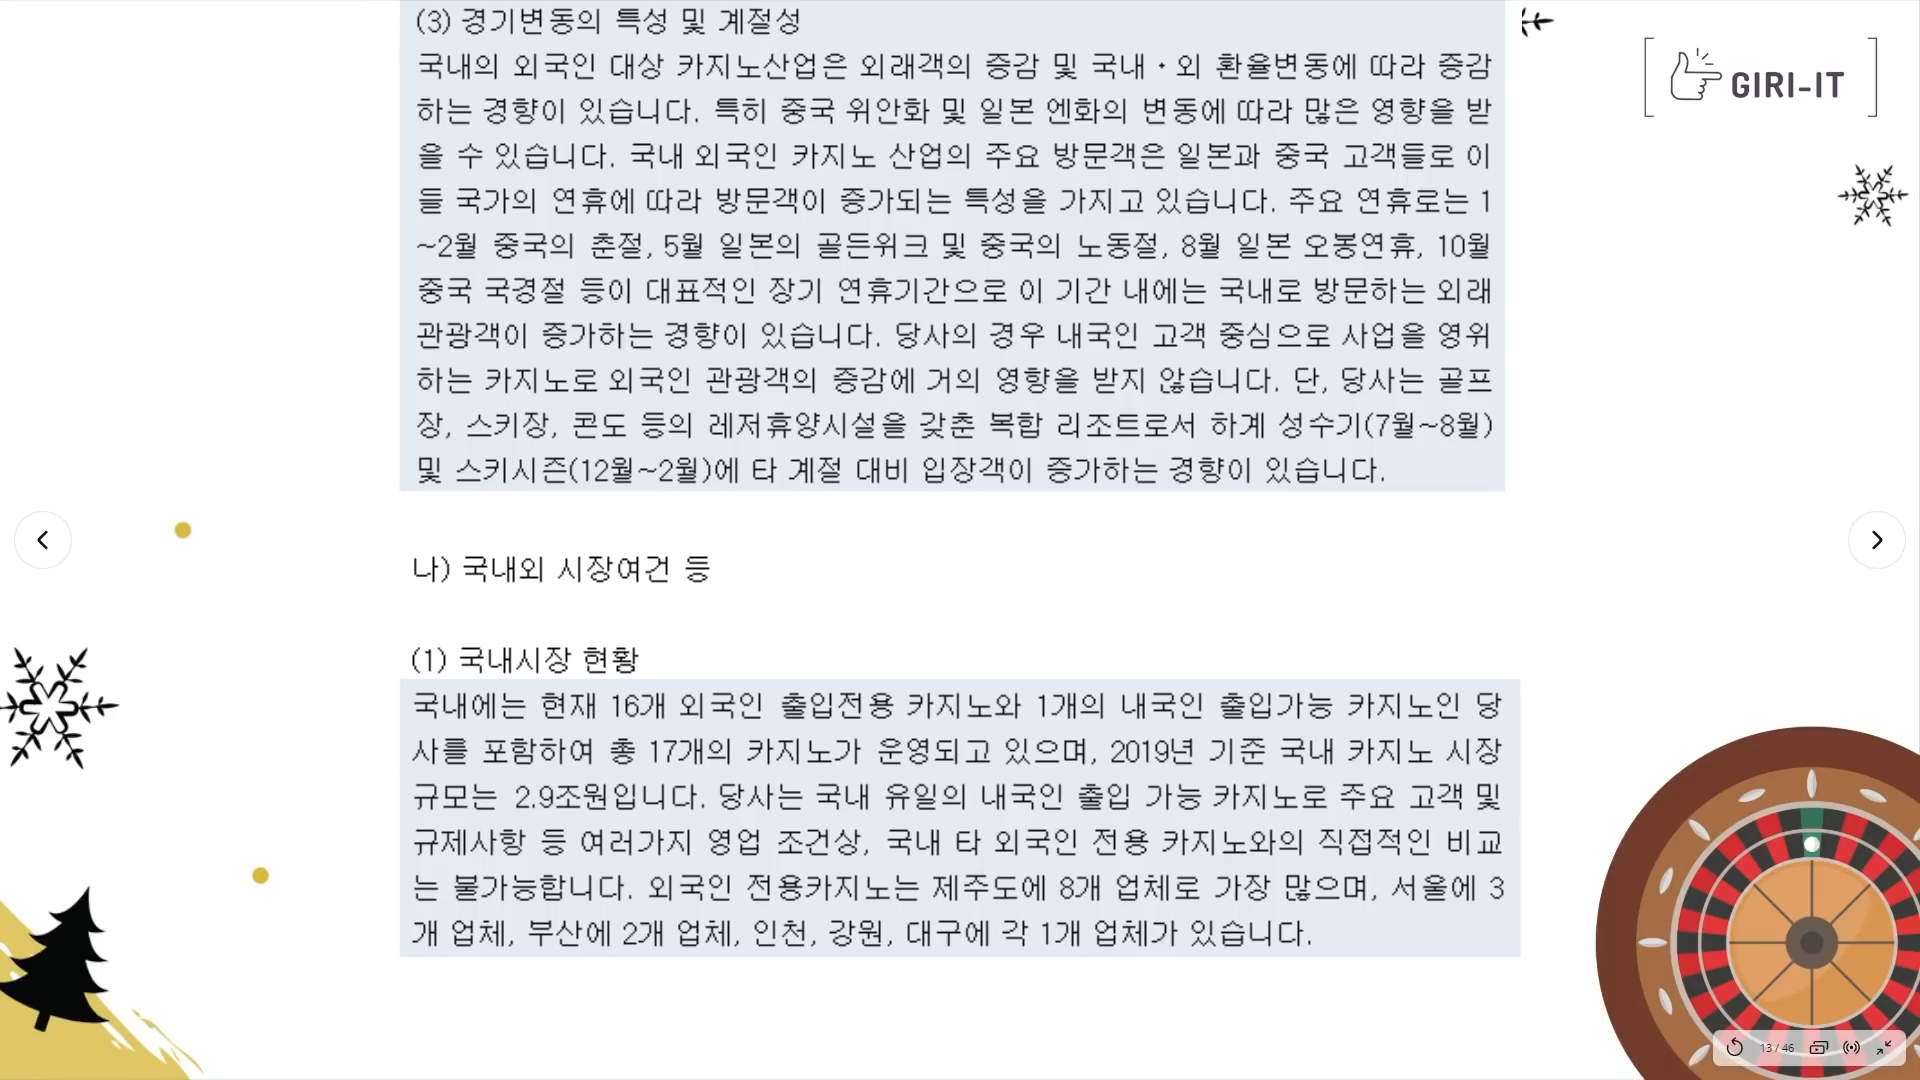 (3) 경기변동의 특성 및 계절성
국내의 외국인 대상 카지노산업은 외래객의 증감 및 국내・외 환율변동에 따라 증감
하는 경향이 있습니다. 특히 중국 위안화 및 일본 엔화의 변동에 따라 많은 영향을 받
을 수 있습니다. 국내 외국인 카지노 산업의 주요 방문객은 일본과 중국 고객들로 이
들 국가의 연휴에 따라 방문객이 증가되는 특성을 가지고 있습니다. 주요 연휴로는 1
~2월 중국의 춘절, 5월 일본의 골든위크 및 중국의 노동절, 8월 일본 오봉연휴, 10월
중국 국경절 등이 대표적인 장기 연휴기간으로 이 기간 내에는 국내로 방문하는 외래
관광객이 증가하는 경향이 있습니다. 당사의 경우 내국인 고객 중심으로 사업을 영위
하는 카지노로 외국인 관광객의 증감에 거의 영향을 받지 않습니다. 단, 당사는 골프
장, 스키장, 콘도 등의 레저휴양시설을 갖춘 복합 리조트로서 하계 성수기(7월~8월)
및 스키시즌(12월~2월)에 타 계절 대비 입장객이 증가하는 경향이 있습니다.
GIRI-IT
나) 국내외 시장여건 등
(1) 국내시장 현황
국내에는 현재 16개 외국인 출입전용 카지노와 1개의 내국인 출입가능 카지노인 당
사를 포함하여 총 17개의 카지노가 운영되고 있으며, 2019년 기준 국내 카지노 시장
규모는 2.9조원입니다. 당사는 국내 유일의 내국인 출입 가능 카지노로 주요 고객 및
규제사항 등 여러가지 영업 조건상, 국내 타 외국인 전용 카지노와의 직접적인 비교
는 불가능합니다. 외국인 전용카지노는 제주도에 8개 업체로 가장 많으며, 서울에 3
개 업체, 부산에 2개 업체, 인천, 강원, 대구에 각 1개 업체가 있습니다.
13 / 46